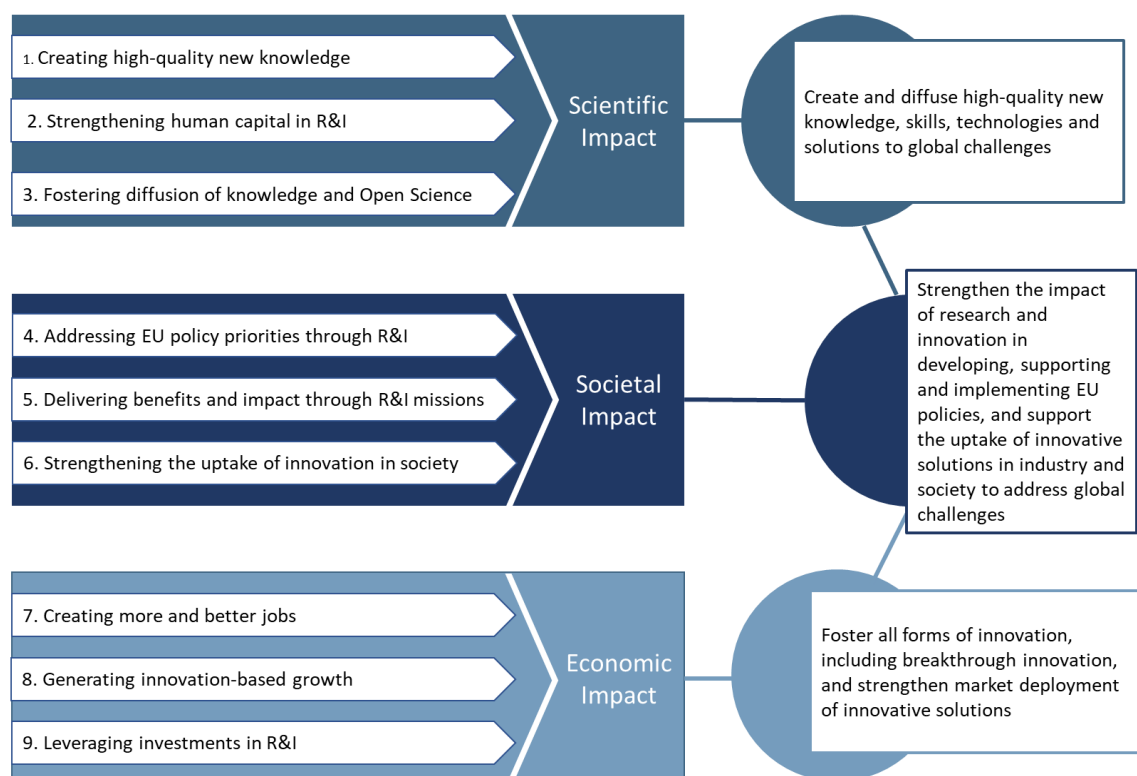 1. Creating high-quality new knowledge
2. Strengthening human capital in R&I
3. Fostering diffusion of knowledge and Open Science
Scientific
Impact
Create and diffuse high-quality new
knowledge, skills, technologies and
solutions to global challenges
4. Addressing EU policy priorities through R&I
5. Delivering benefits and impact through R&I missions
6. Strengthening the uptake of innovation in society
Societal
Impact
Strengthen the impact
of research and
innovation in
developing, supporting
and implementing EU
policies, and support
the uptake of innovative
solutions in industry and
society to address global
challenges
7. Creating more and better jobs
8. Generating innovation-based growth
9. Leveraging investments in R&I
Economic
Impact
Foster all forms of innovation,
including breakthrough innovation,
and strengthen market deployment
of innovative solutions